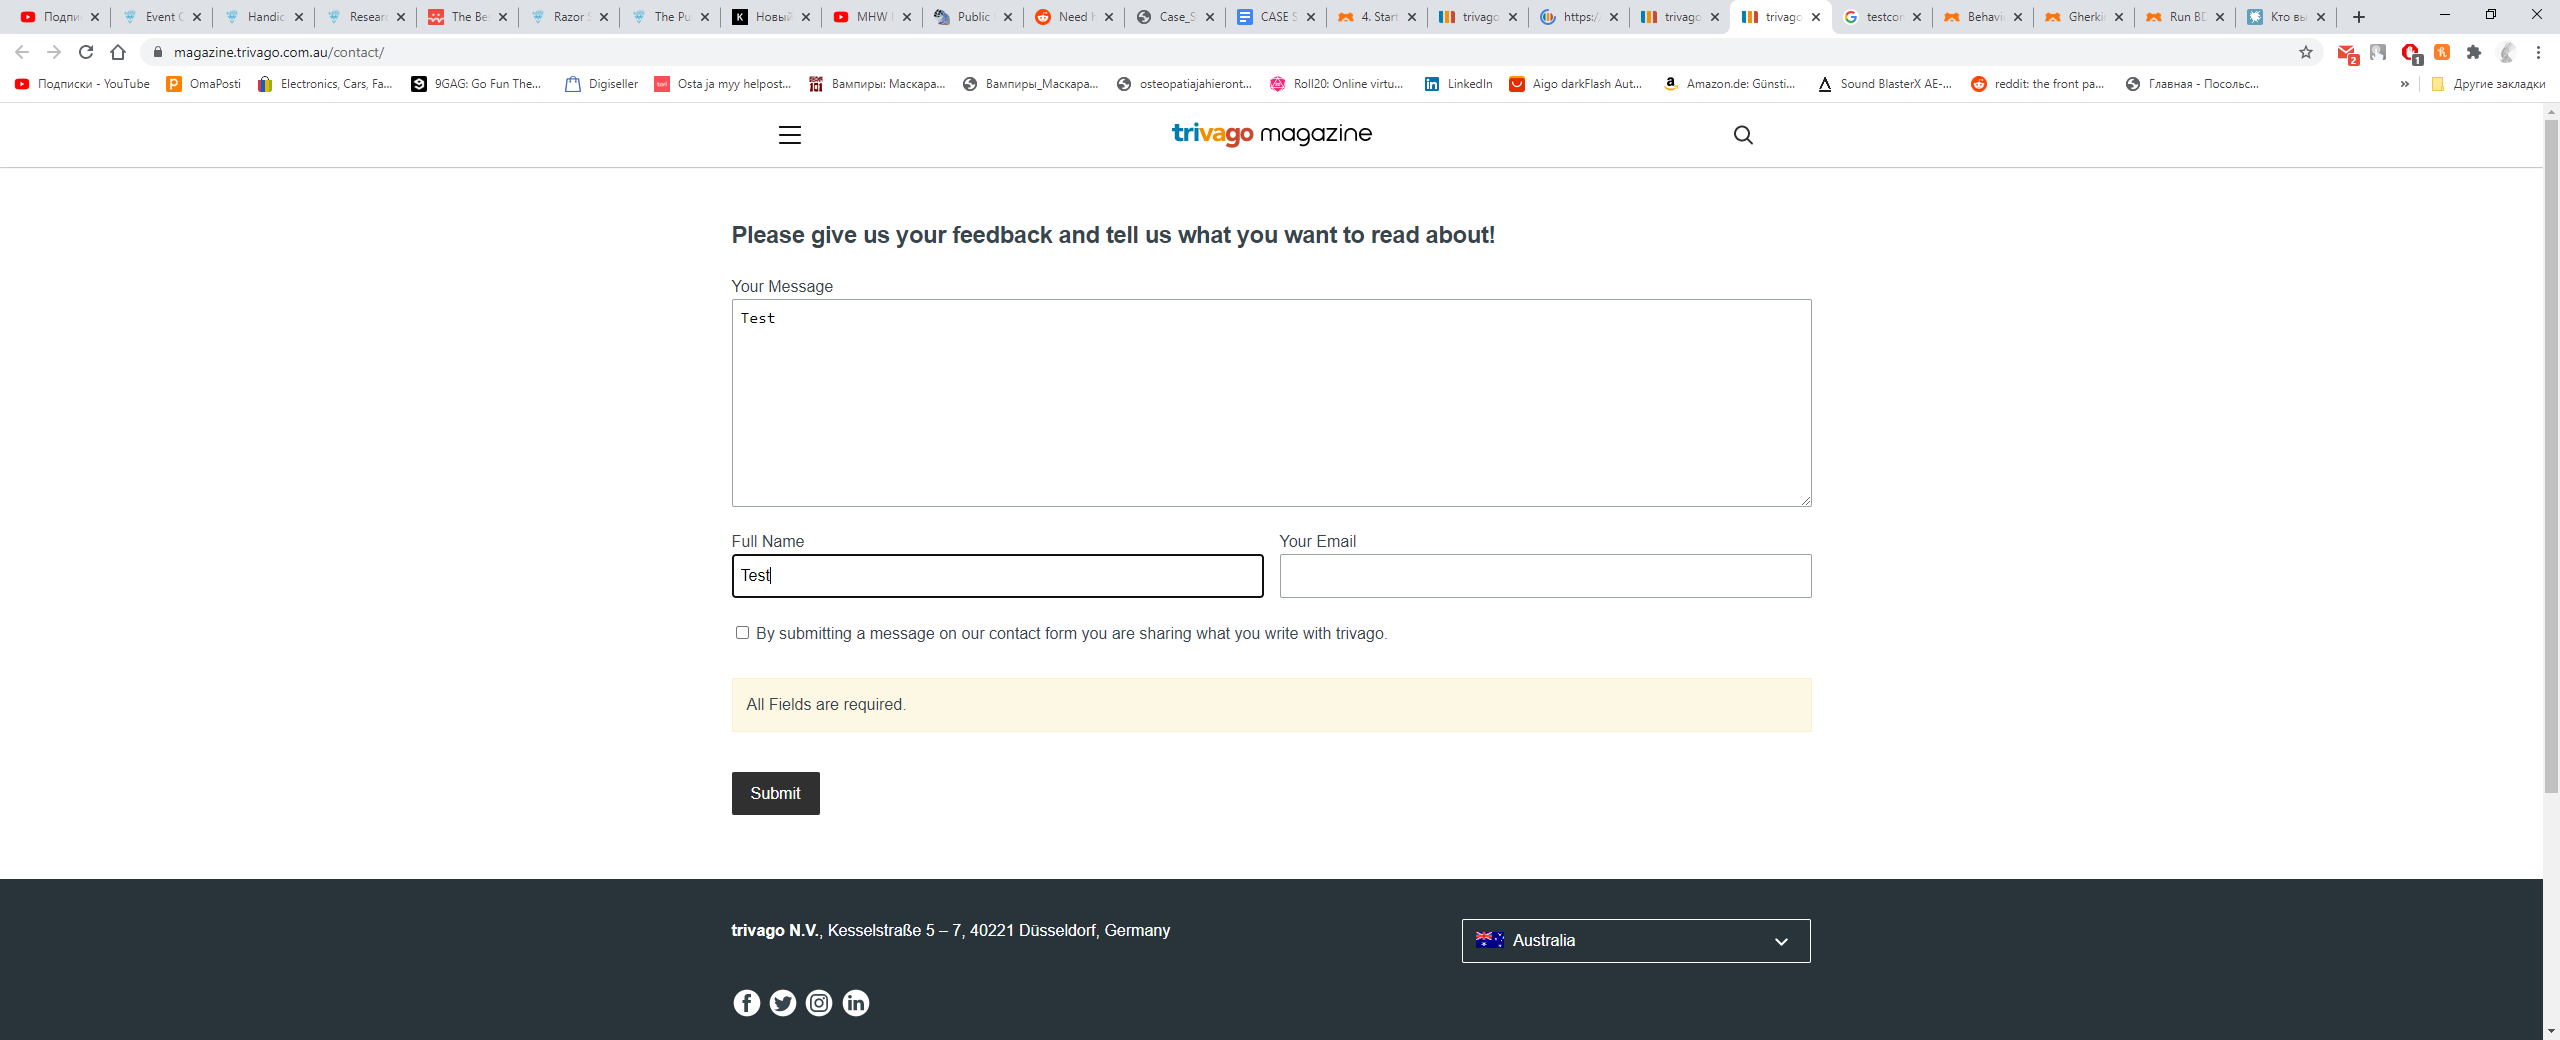 Подпи Event C Handic Resear The Be Razor S The Pu Новый MHW Public Need h Case_S CASE S 4. Start trivago https:/ trivago trivago testcor Behavi Gherki Run BD Кто вы
magazine.trivago.com.au/contact/
2 1
Подписки - YouTube OmaPosti Electronics, Cars, Fa... 9GAG: Go Fun The... Digiseller Osta ja myy helpost... Вампиры: Маскара... Вампиры_Маскара... osteopatiajahieront... Roll20: Online virtu... LinkedIn Aigo darkFlash Aut... Amazon.de: Günsti... Sound BlasterX AE-... reddit: the front pa... Главная - Посольс... » Другие закладки
trivago magazine
Please give us your feedback and tell us what you want to read about!
Your Message
Test
Full Name Your Email
Test
By submitting a message on our contact form you are sharing what you write with trivago.
All Fields are required.
Submit
trivago N.V., Kesselstraße 5 – 7, 40221 Düsseldorf, Germany
Australia